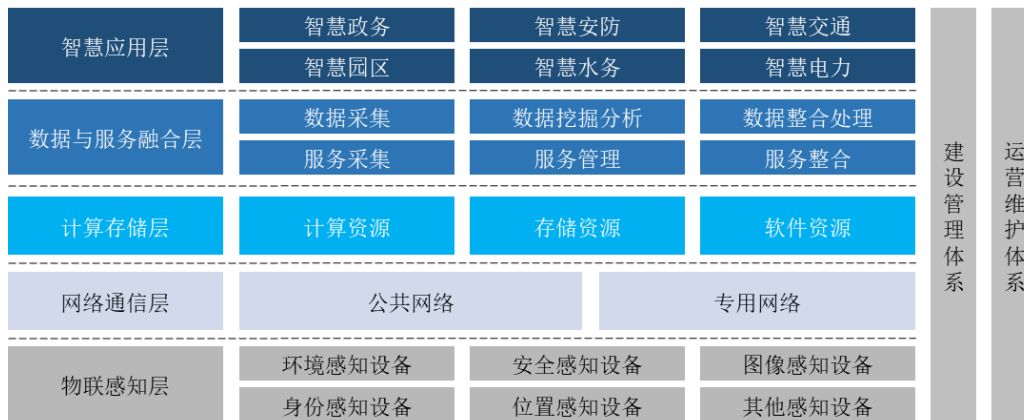 智慧应用层
智慧政务
智慧安防
智慧交通
智慧园区
智慧水务
智慧电力
数据与服务融合层
数据采集
数据挖掘分析
数据整合处理
服务采集
服务管理
服务整合
计算存储层
计算资源
存储资源
软件资源
网络通信层
公共网络
专用网络
物联感知层
环境感知设备
安全感知设备
图像感知设备
身份感知设备
位置感知设备
其他感知设备
建设管理体系
运营维护体系